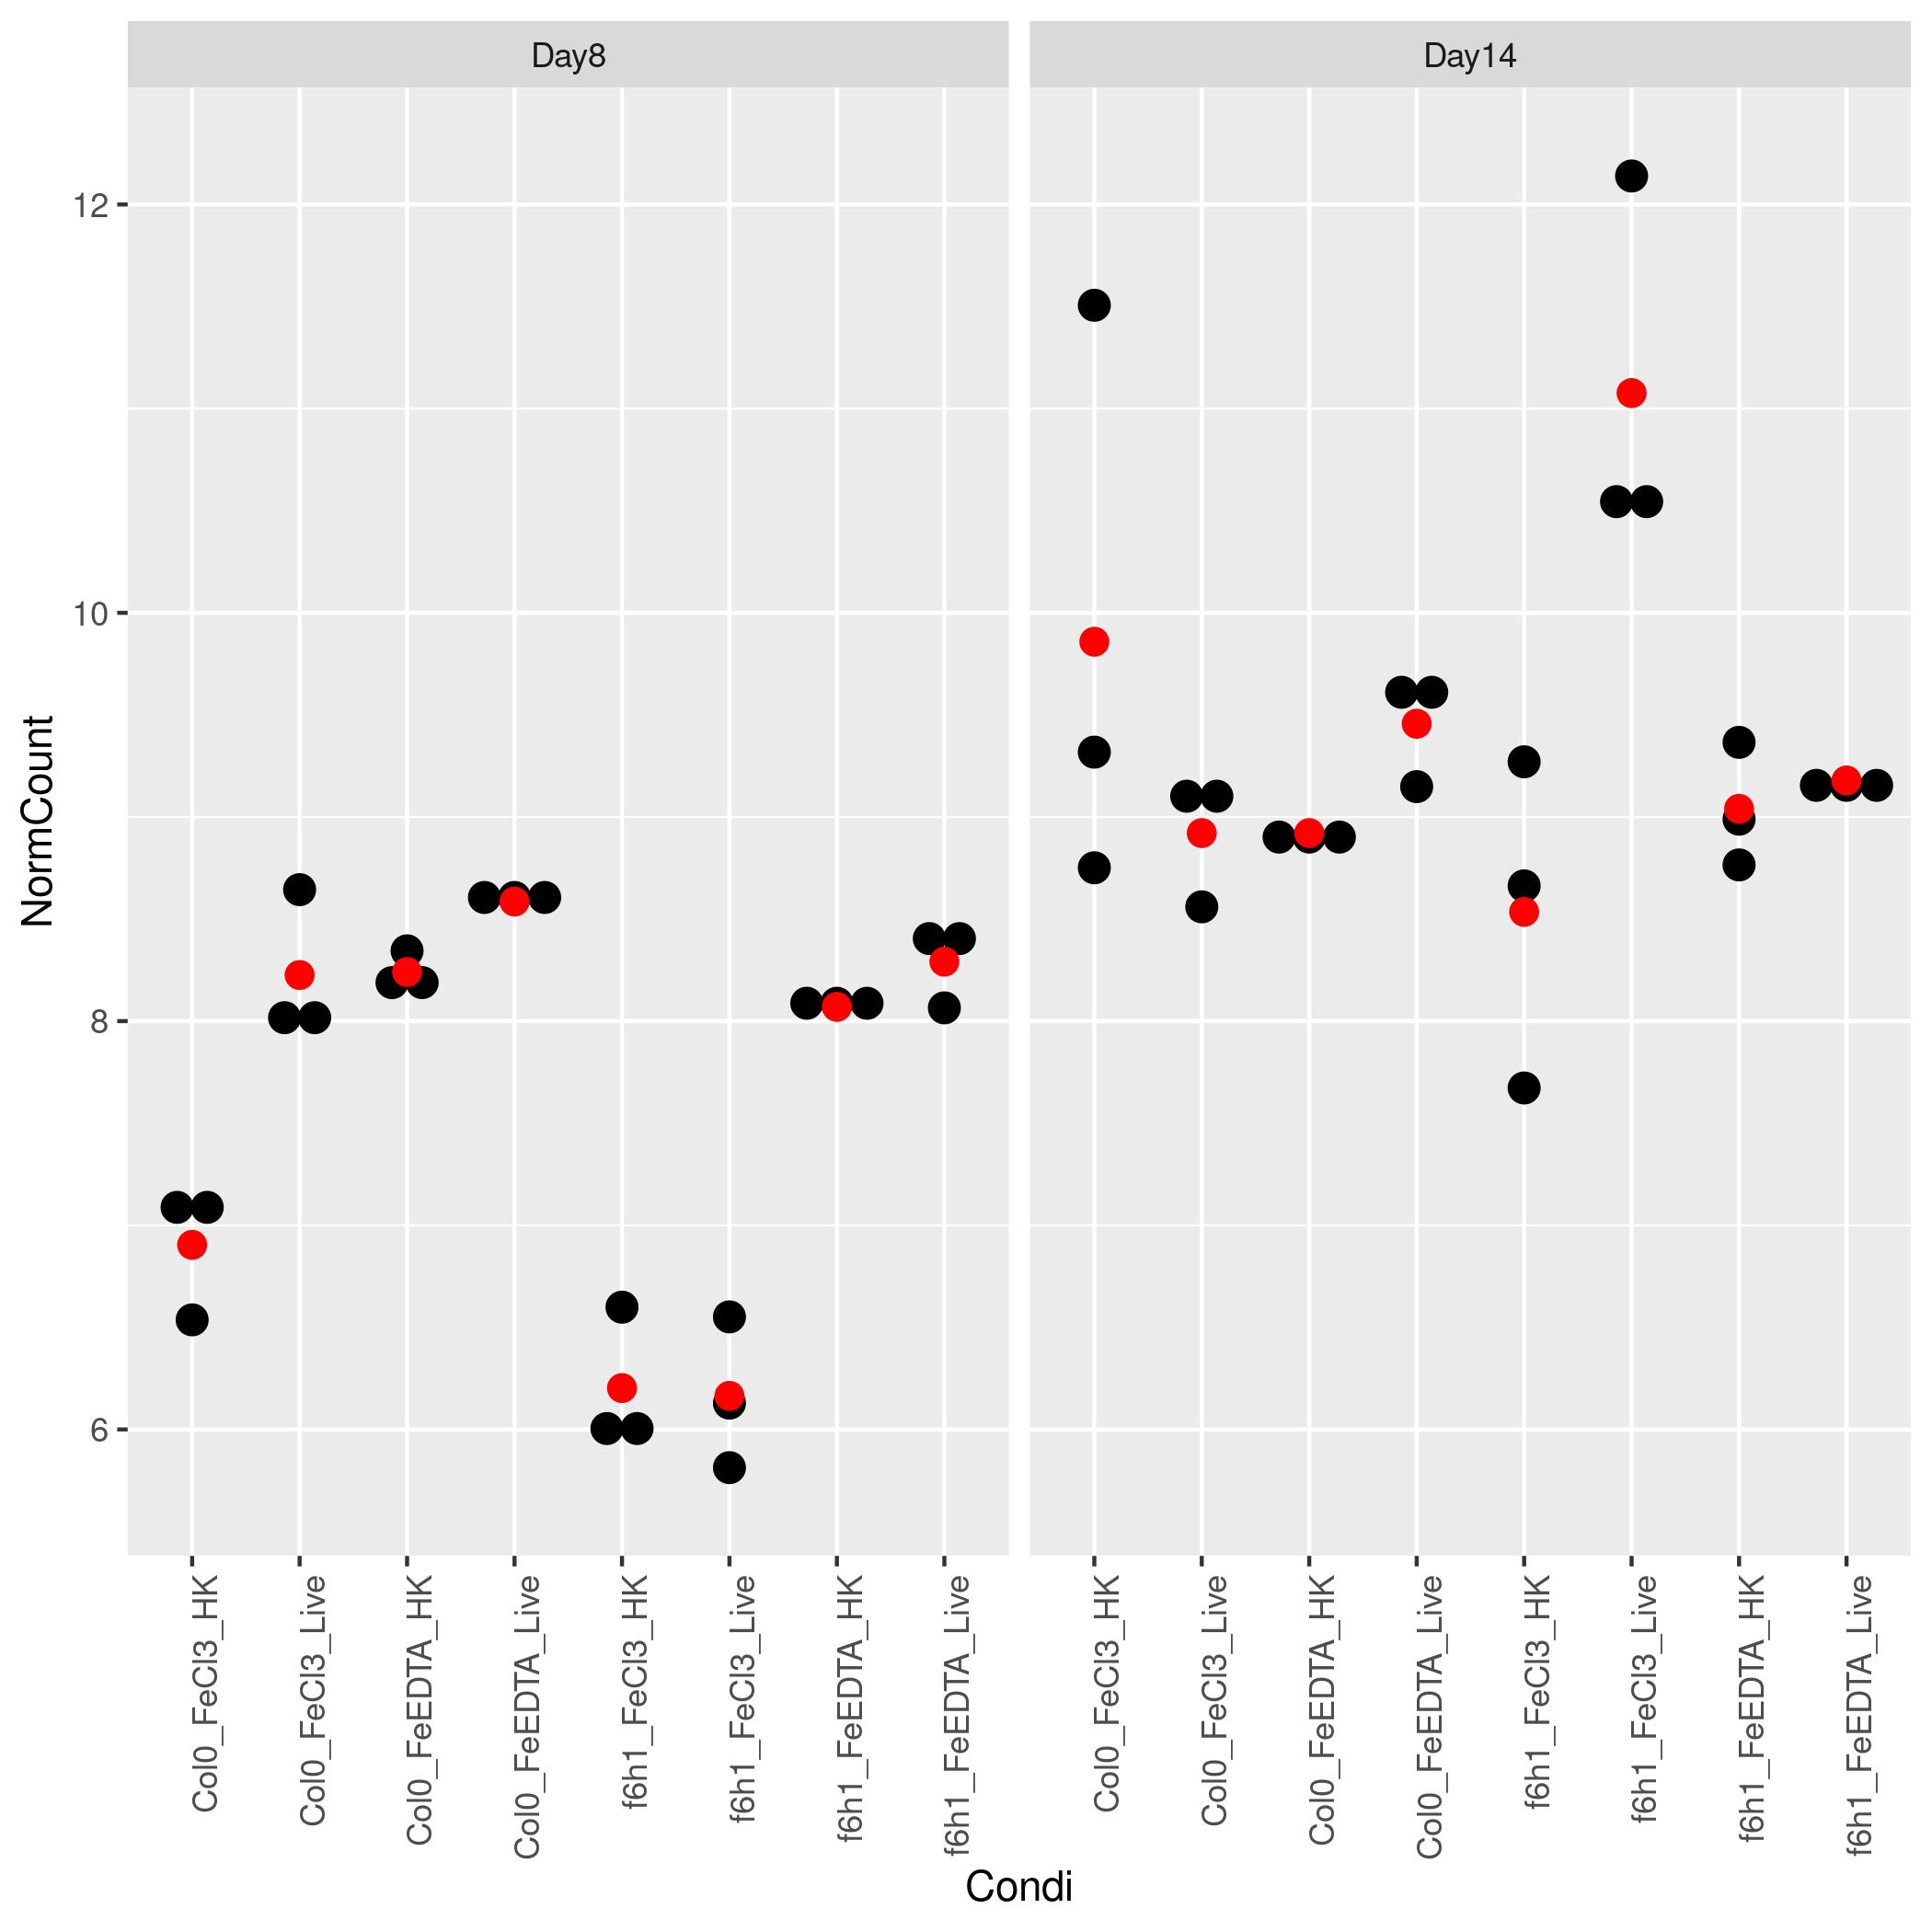 Day8
Day14
NormCount
12
10
8
6
Col0_FeCl3_HK
Col0_FeCl3_Live
Col0_FeEDTA_HK
Col0_FeEDTA_Live
f6h1_FeCl3_HK
f6h1_FeCl3_Live
f6h1_FeEDTA_HK
f6h1_FeEDTA_Live
Col0_FeCl3_HK
Col0_FeCl3_Live
Col0_FeEDTA_HK
Col0_FeEDTA_Live
f6h1_FeCl3_HK
f6h1_FeCl3_Live
f6h1_FeEDTA_HK
f6h1_FeEDTA_Live
Condi